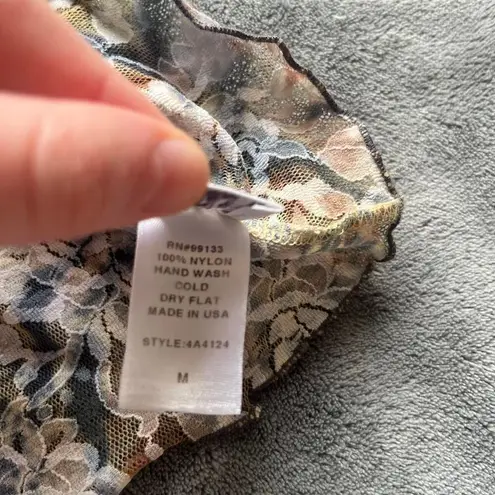 RN#99133
100% NYLON
HAND WASH
COLD
DRY FLAT
MADE IN USA
STYLE:4A4124
M